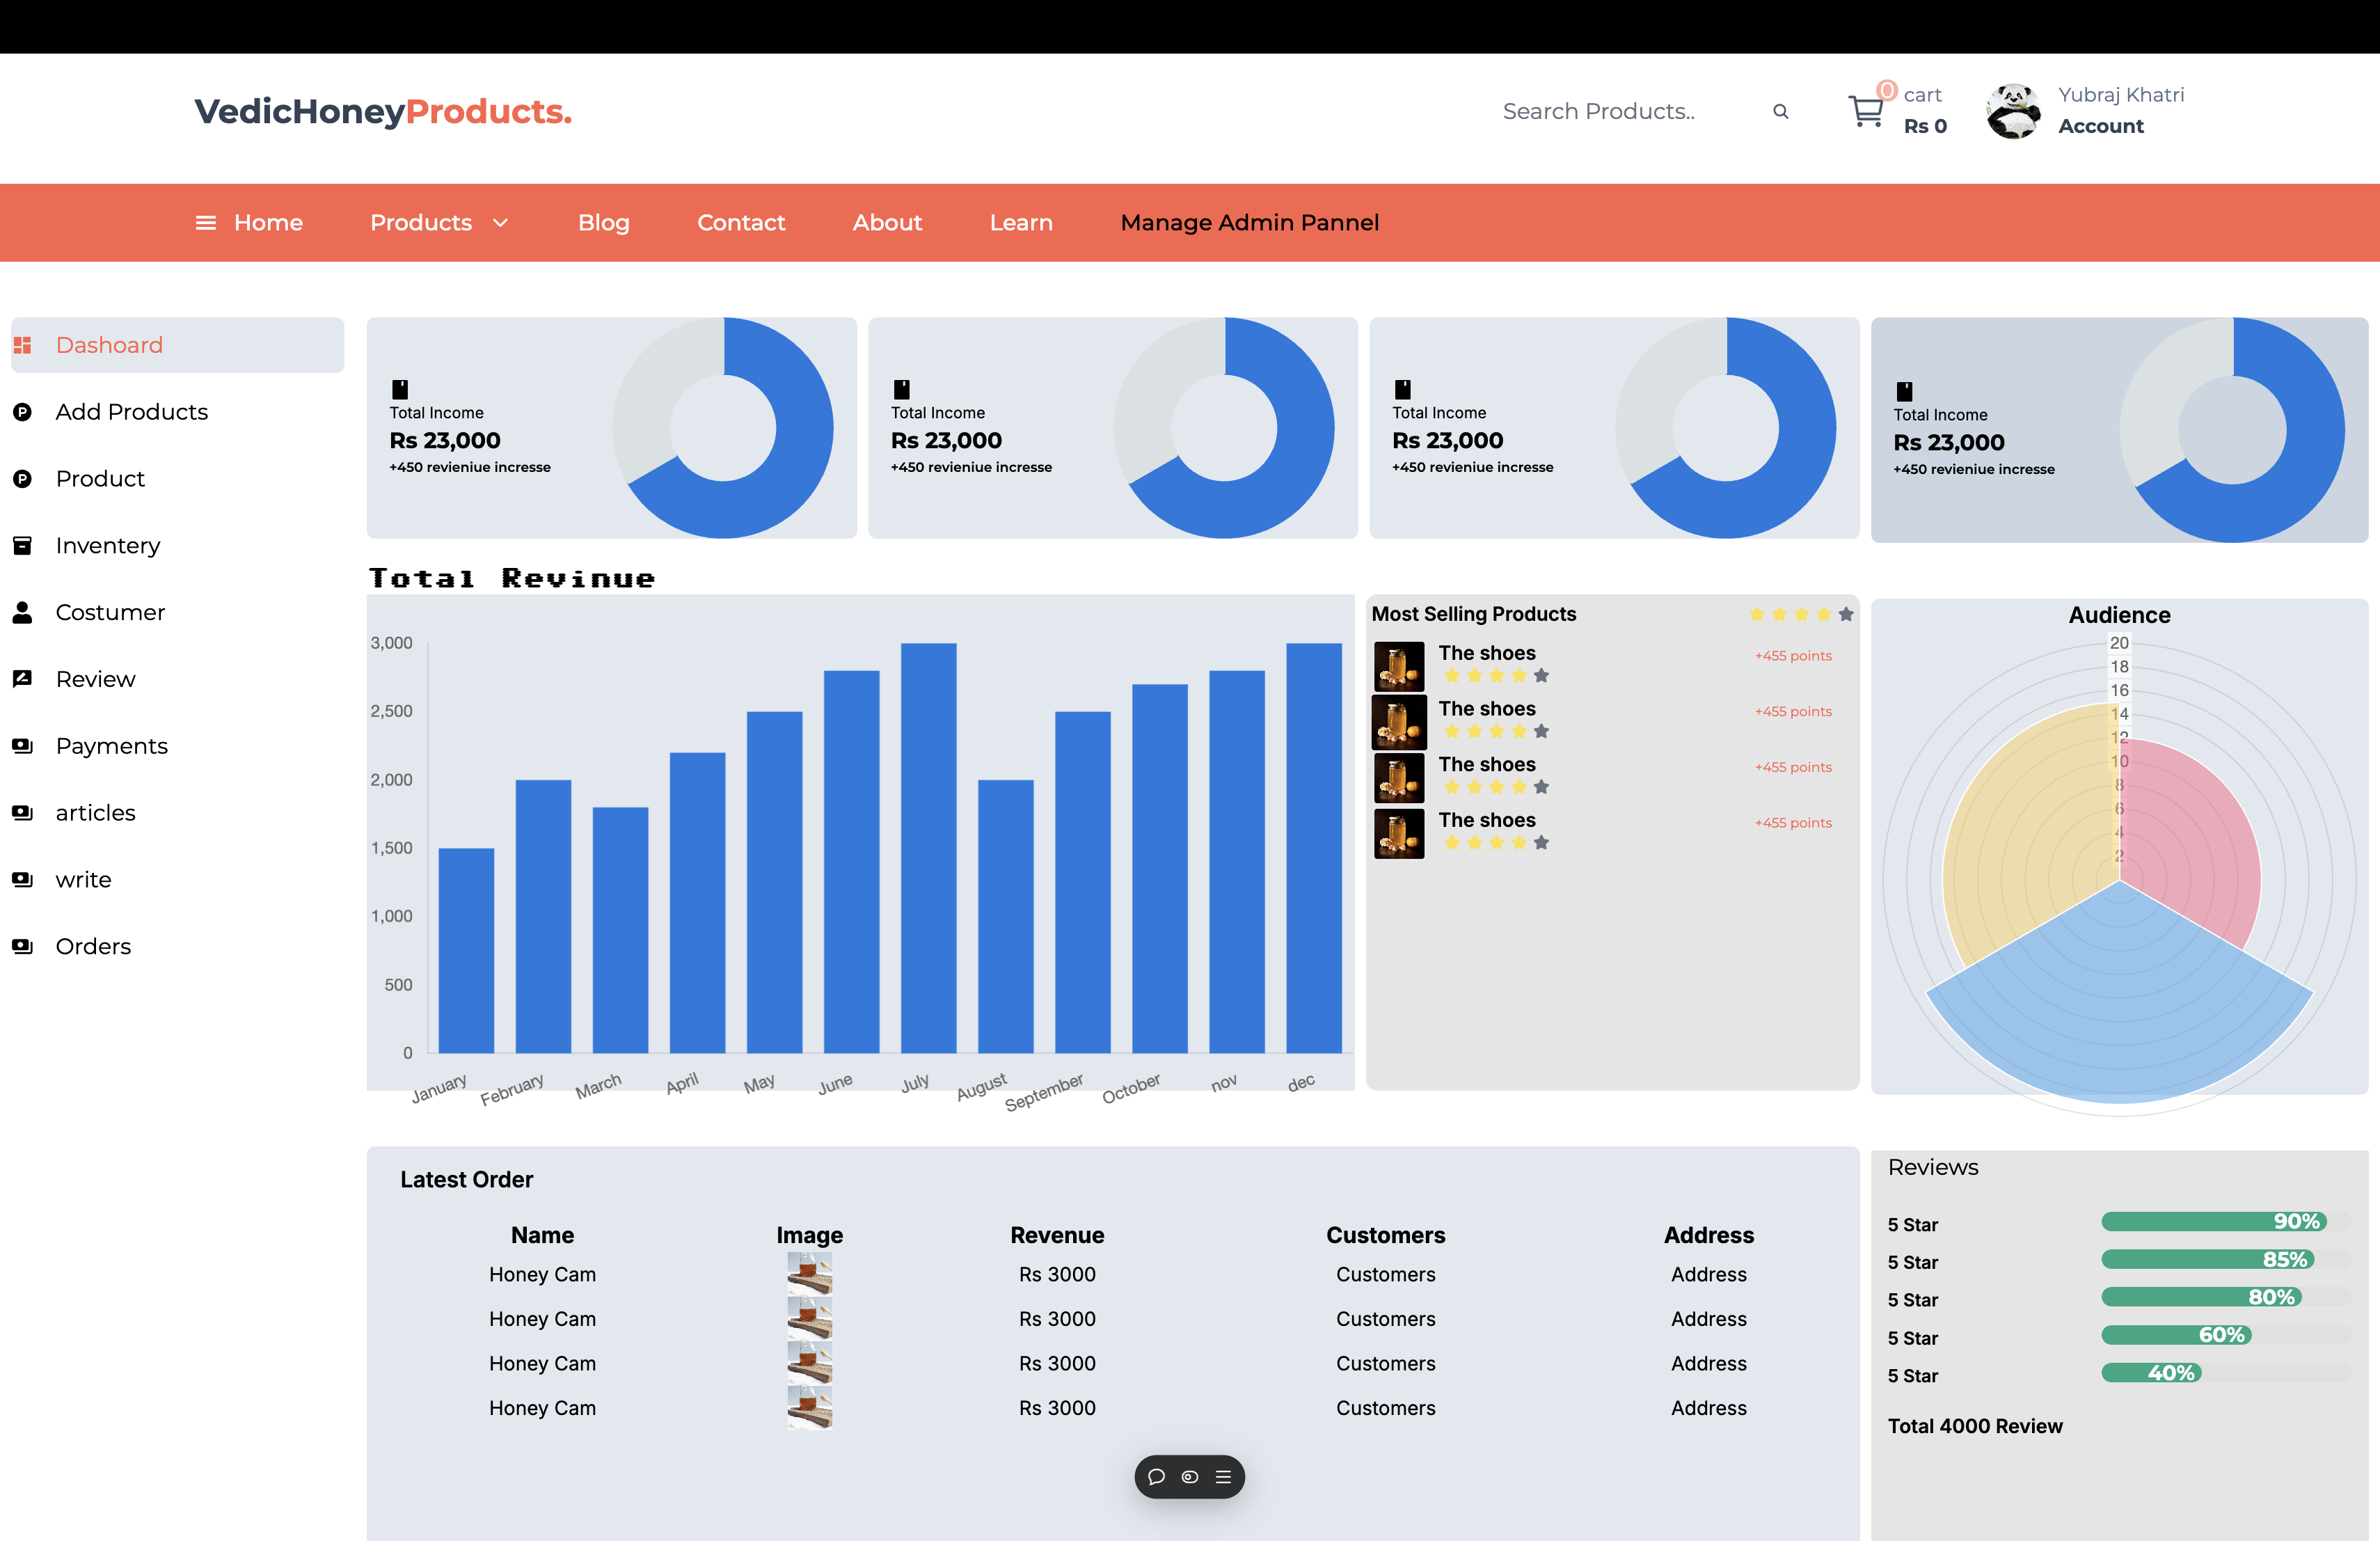 VedicHoneyProducts.
Search Products..
0
cart
Rs 0
Yubraj Khatri
Account
Home
Products
Blog
Contact
About
Learn
Manage Admin Pannel
Dashoard
Add Products
Product
Inventery
Costumer
Review
Payments
articles
write
Orders
Total Income
Rs 23,000
+450 revieniue incresse
Total Income
Rs 23,000
+450 revieniue incresse
Total Income
Rs 23,000
+450 revieniue incresse
Total Income
Rs 23,000
+450 revieniue incresse
Total Revinue
3,000
2,500
2,000
1,500
1,000
500
0
January
February
March
April
May
June
July
August
September
October
nov
dec
Most Selling Products
The shoes
+455 points
The shoes
+455 points
The shoes
+455 points
The shoes
+455 points
Audience
20
18
16
14
12
10
8
6
4
2
Latest Order
Name Image Revenue Customers Address
Honey Cam Rs 3000 Customers Address
Honey Cam Rs 3000 Customers Address
Honey Cam Rs 3000 Customers Address
Honey Cam Rs 3000 Customers Address
Reviews
5 Star 90%
5 Star 85%
5 Star 80%
5 Star 60%
5 Star 40%
Total 4000 Review